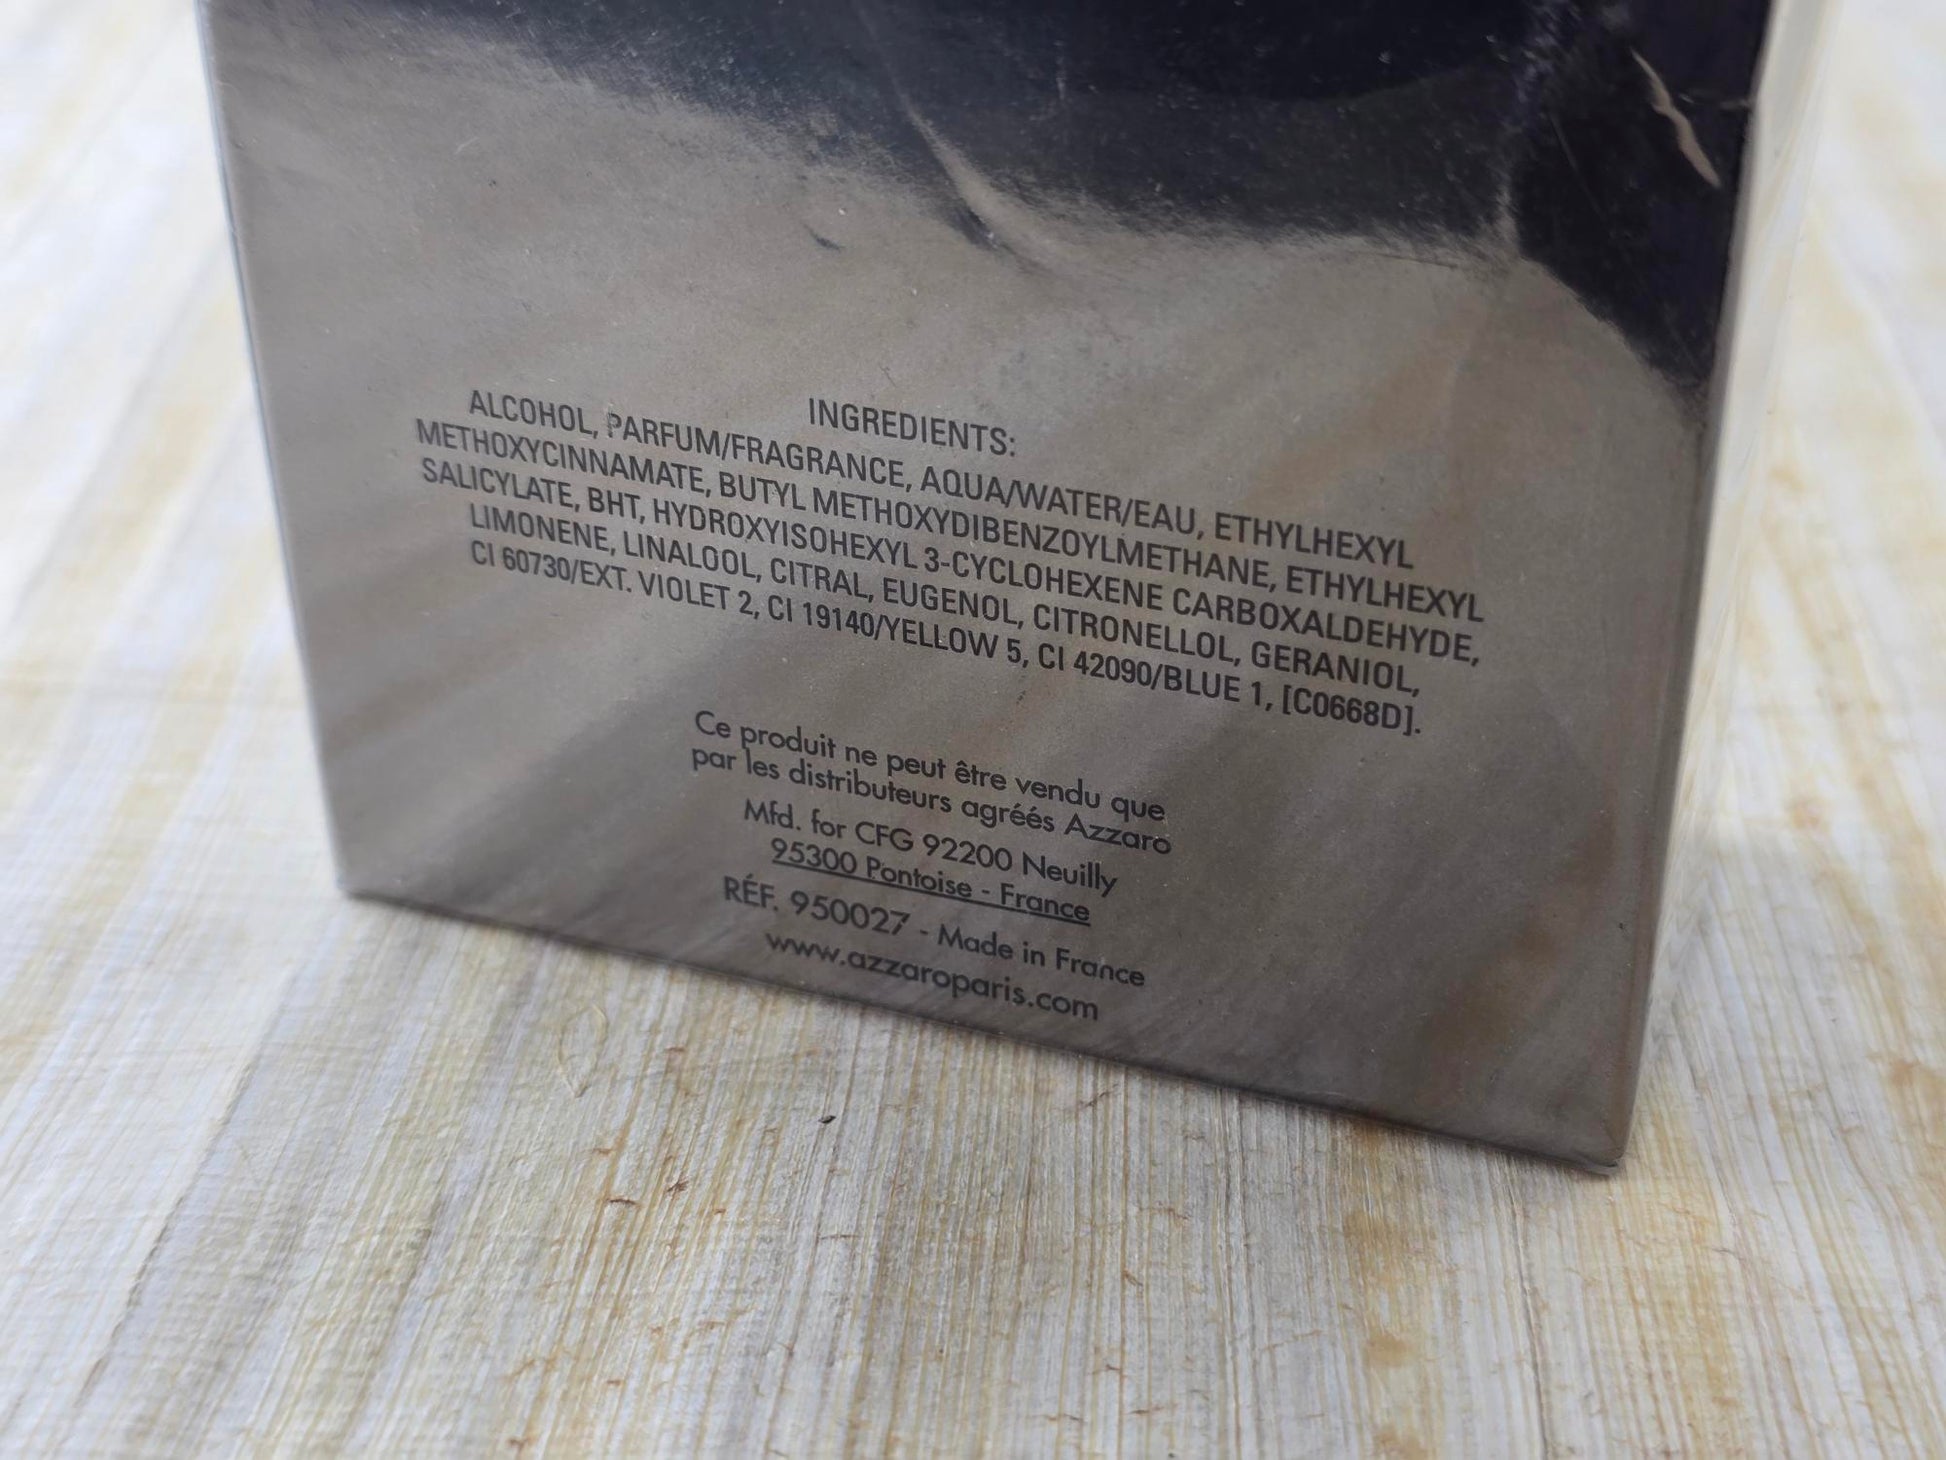 INGREDIENTS:
ALCOHOL, PARFUM/FRAGRANCE, AQUA/WATER/EAU, ETHYLHEXYL
METHOXYCINNAMATE, BUTYL METHOXYDIBENZOYLMETHANE, ETHYLHEXYL
SALICYLATE, BHT, HYDROXYISOHEXYL 3-CYCLOHEXENE CARBOXALDEHYDE,
LIMONENE, LINALOOL, CITRAL, EUGENOL, CITRONELLOL, GERANIOL,
CI 60730/EXT. VIOLET 2, CI 19140/YELLOW 5, CI 42090/BLUE 1, [C0668D].
Ce produit ne peut être vendu que
par les distributeurs agréés Azzaro
Mfd. for CFG 92200 Neuilly
95300 Pontoise - France
RÉF. 950027 - Made in France
www.azzaroparis.com